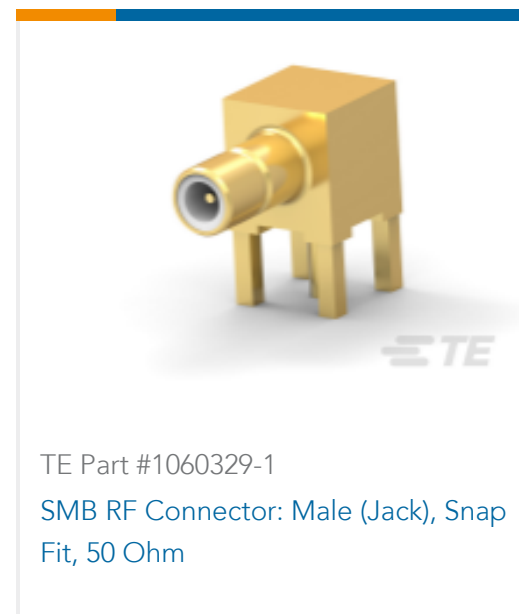 TE
TE Part #1060329-1
SMB RF Connector: Male (Jack), Snap
Fit, 50 Ohm